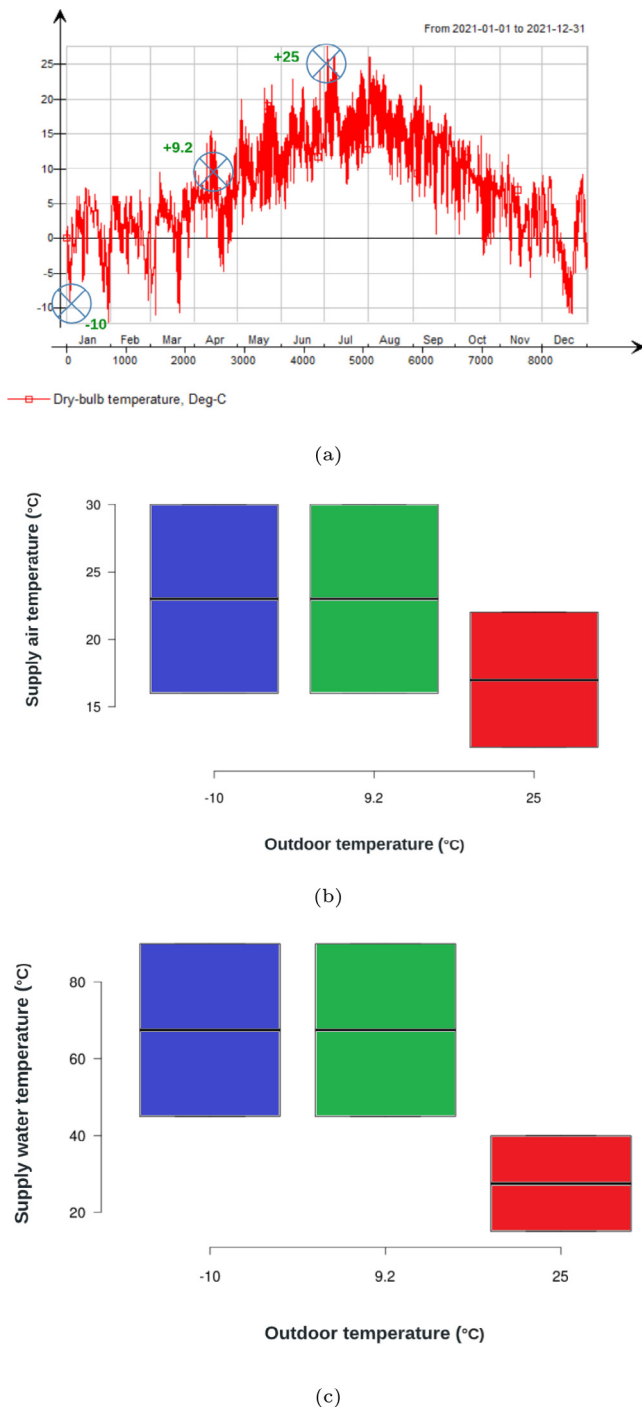 From 2021-01-01 to 2021-12-31
+25
25
20
+9.2
15
10
5
0
-5
-10
-10
Jan Feb Mar Apr May Jun Jul Aug Sep Oct Nov Dec
0 1000 2000 3000 4000 5000 6000 7000 8000
Dry-bulb temperature, Deg-C
(a)
Supply air temperature (°C)
30
25
20
15
-10 9.2 25
Outdoor temperature (°C)
(b)
Supply water temperature (°C)
80
60
40
20
-10 9.2 25
Outdoor temperature (°C)
(c)